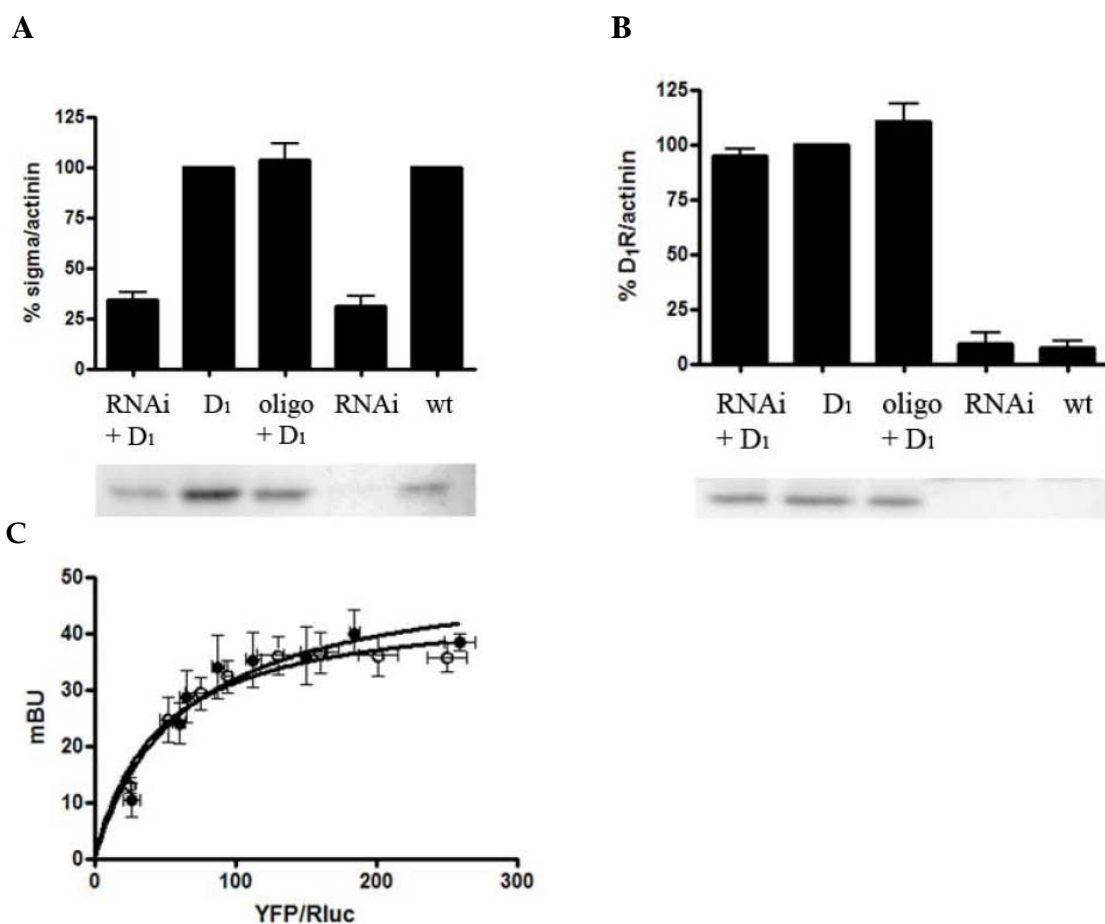 A
B
% sigma/actinin
125
100
75
50
25
0
RNAi + D1
D1
oligo + D1
RNAi
wt
% D1R/actinin
125
100
75
50
25
0
RNAi + D1
D1
oligo + D1
RNAi
wt
C
mBU
50
40
30
20
10
0
0 100 200 300
YFP/Rluc